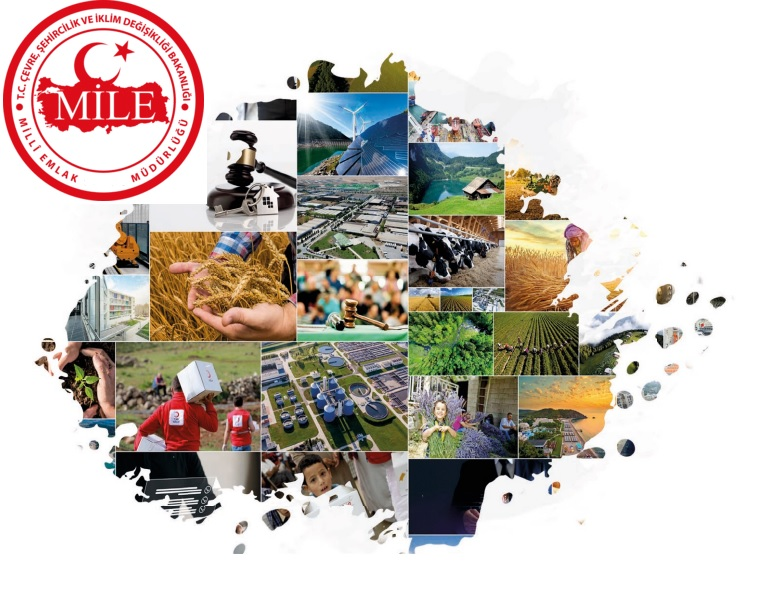 • T.C. ÇEVRE, ŞEHİRCİLİK VE İKLİM DEĞİŞİKLİĞİ BAKANLIĞI •
MİLE
MİLLİ EMLAK MÜDÜRLÜĞÜ